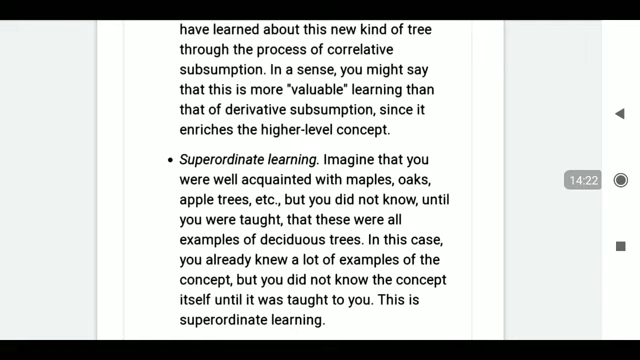 have learned about this new kind of tree
through the process of correlative
subsumption. In a sense, you might say
that this is more "valuable" learning than
that of derivative subsumption, since it
enriches the higher-level concept.
• Superordinate learning. Imagine that you
were well acquainted with maples, oaks,
apple trees, etc., but you did not know, until
you were taught, that these were all
examples of deciduous trees. In this case,
you already knew a lot of examples of the
concept, but you did not know the concept
itself until it was taught to you. This is
superordinate learning.
14:22